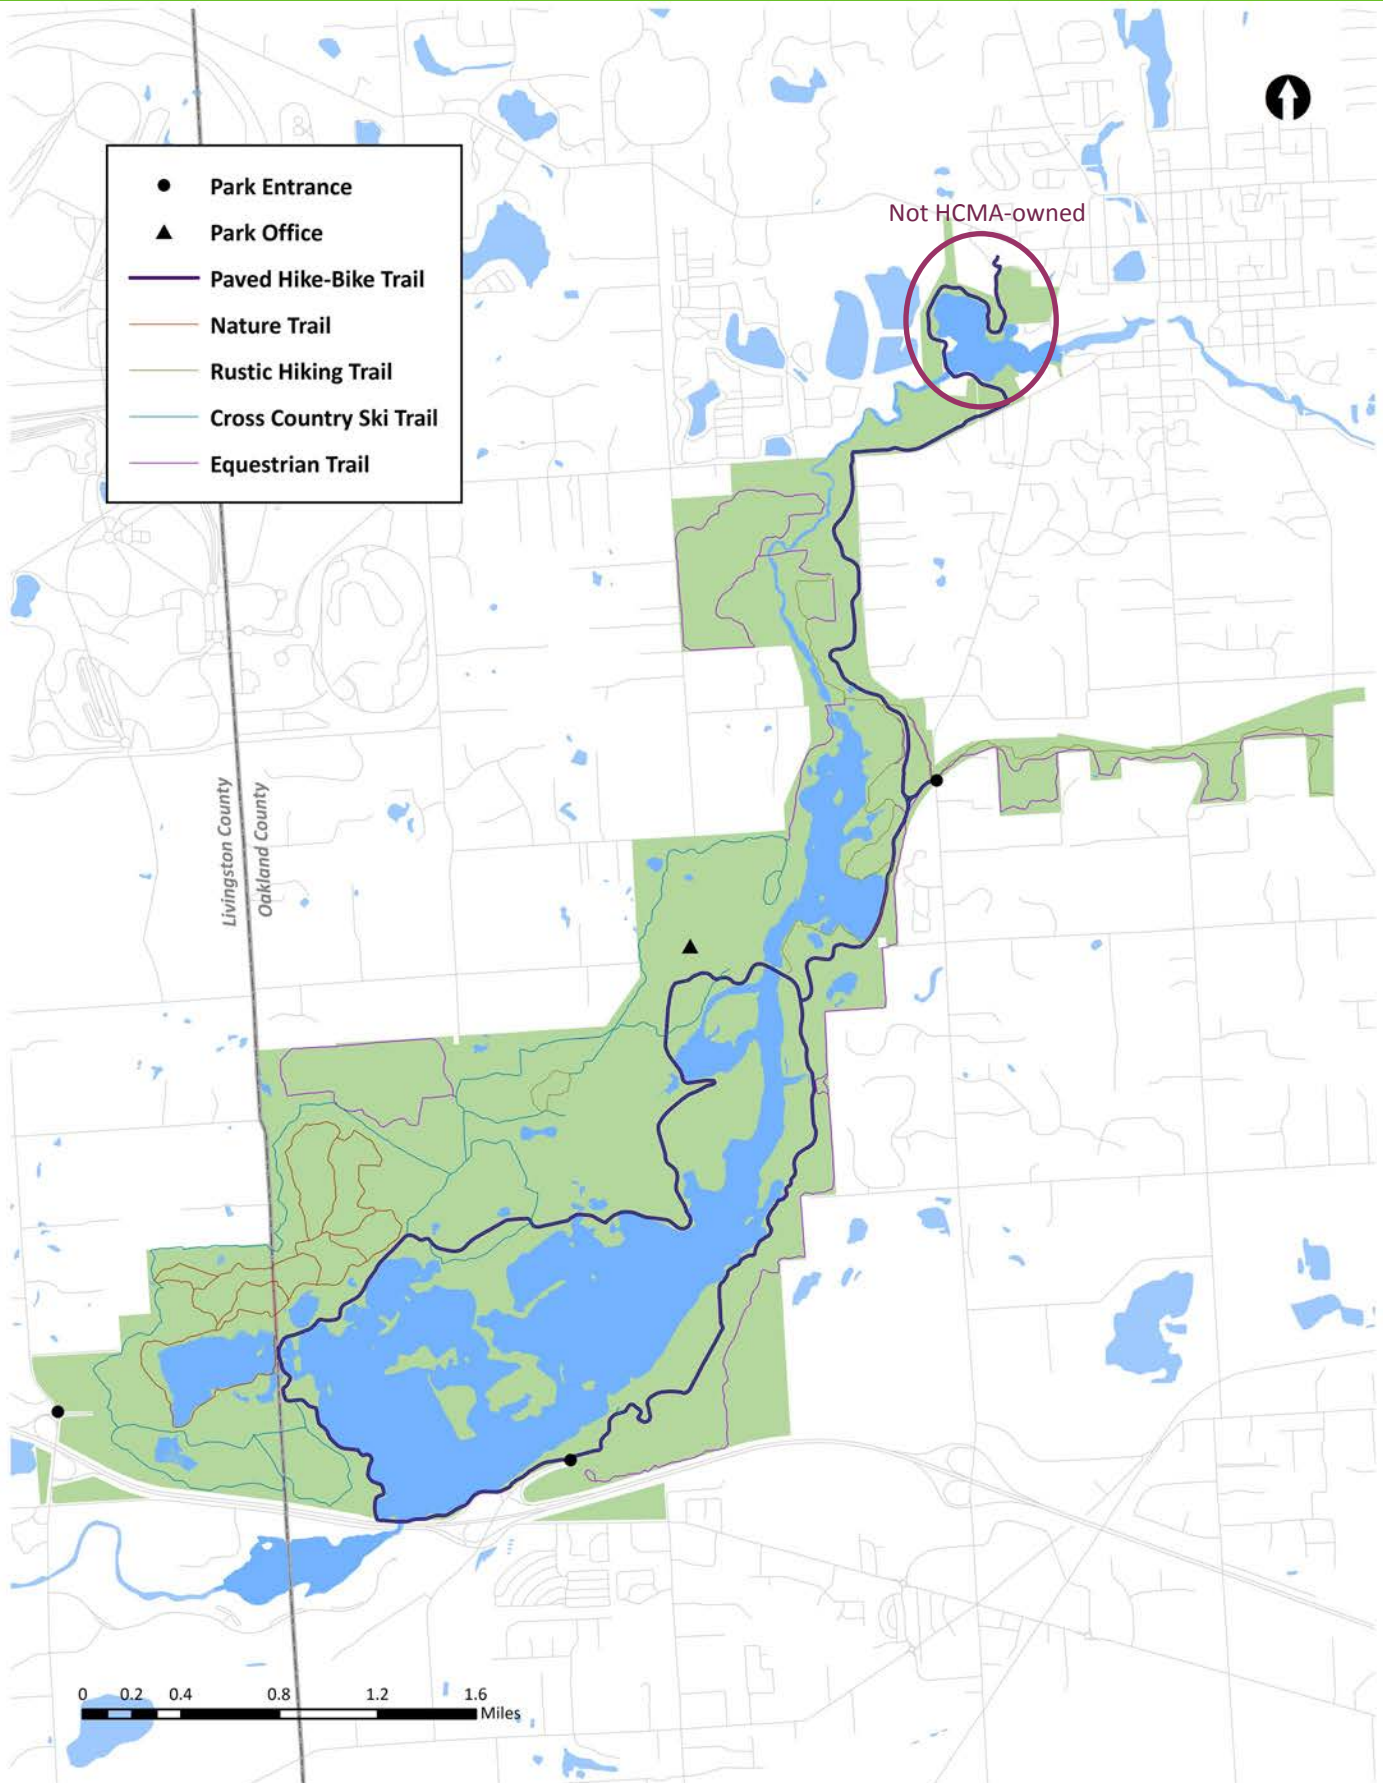 Not HCMA-owned
Park Entrance
Park Office
Paved Hike-Bike Trail
Nature Trail
Rustic Hiking Trail
Cross Country Ski Trail
Equestrian Trail
Livingston County
Oakland County
0 0.2 0.4 0.8 1.2 1.6
Miles